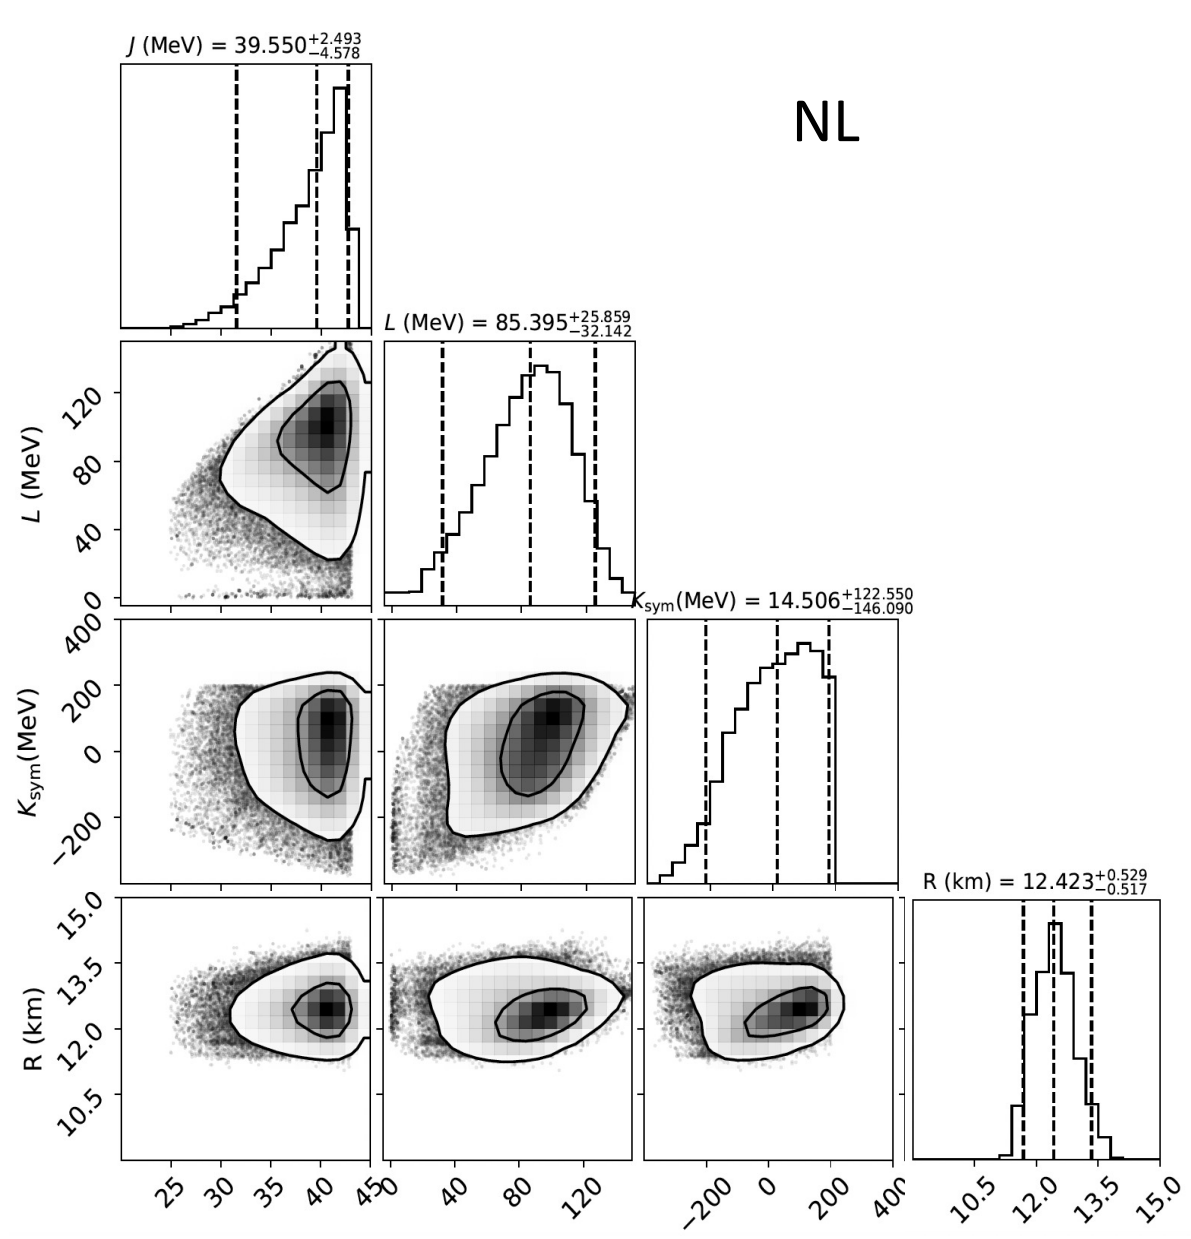 J (MeV) = 39.550+2.493−4.578
NL
L (MeV) = 85.395+25.859−32.142
120
80
40
0
L (MeV)
Ksym(MeV) = 14.506+122.550−146.090
400
200
0
−200
Ksym(MeV)
R (km) = 12.423+0.529−0.517
15.0
13.5
12.0
10.5
R (km)
25 30 35 40 45 0 40 80 120 −200 0 200 400 10.5 12.0 13.5 15.0